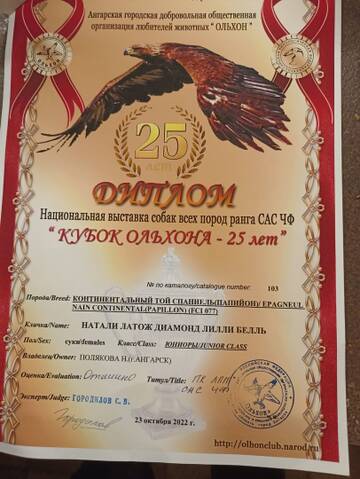 Ангарская городская добровольная общественная
организация любителей животных " ОЛЬХОН "
25
лет
ДИПЛОМ
Национальная выставка собак всех пород ранга САС ЧФ
" КУБОК ОЛЬХОНА - 25 лет"
№ по каталогу/catalogue number: 103
Порода/Breed: КОНТИНЕНТАЛЬНЫЙ ТОЙ СПАНИЕЛЬ(ПАПИЙОН)/ EPAGNEUL
NAIN CONTINENTAL(PAPILLON) (FCI 077)
Кличка/Name: НАТАЛИ ЛАТОЖ ДИАМОНД ЛИЛЛИ БЕЛЛЬ
Пол/Sex: суки/females Класс/Class: ЮНИОРЫ/JUNIOR CLASS
Владелец/Owner: ПОЛЯКОВА Н.(г.АНГАРСК)
Оценка/Evaluation: Отлично Титул/Title:
Эксперт/Judge: ГОРОДИЛОВ С. В.
23 октября 2022 г.
http://olhonclub.narod.ru